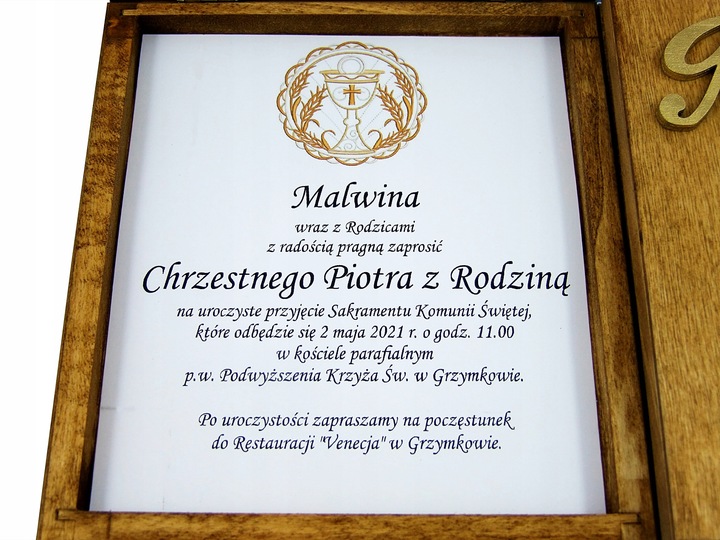 Malwina
wraz z Rodzicami
z radością pragną zaprosić
Chrzestnego Piotra z Rodziną
na uroczyste przyjęcie Sakramentu Komunii Świętej,
które odbędzie się 2 maja 2021 r. o godz. 11.00
w kościele parafialnym
p.w. Podwyższenia Krzyża Św. w Grzymkowie.
Po uroczystości zapraszamy na poczęstunek
do Restauracji "Venecja" w Grzymkowie.